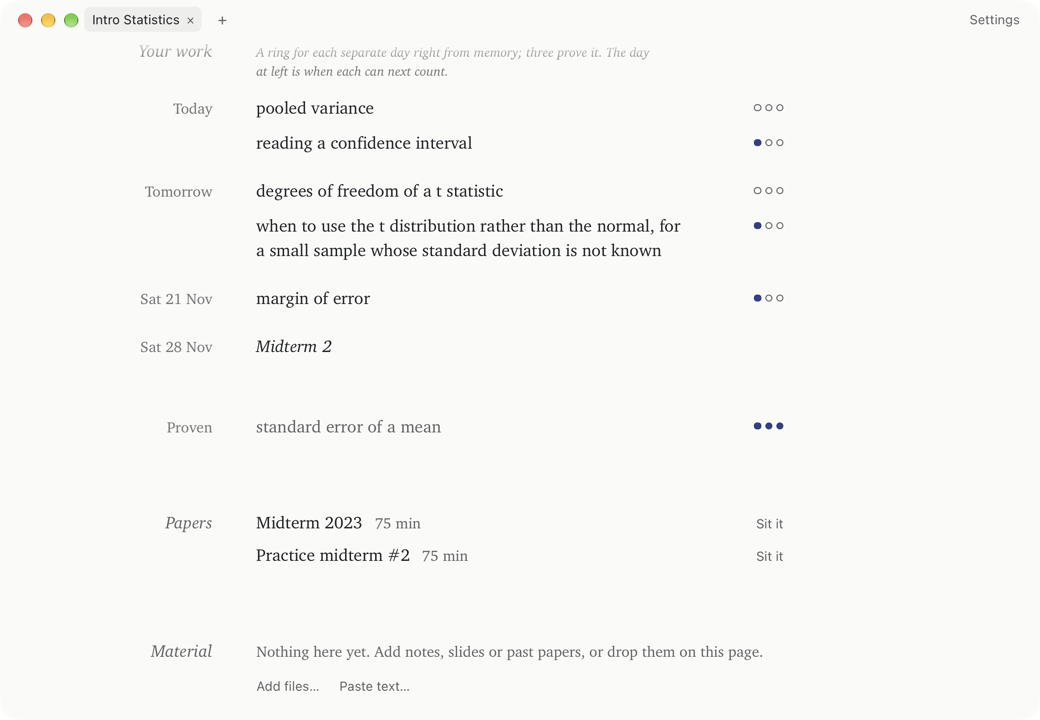 Intro Statistics × +
Settings
Your work
A ring for each separate day right from memory; three prove it. The day
at left is when each can next count.
Today
pooled variance
reading a confidence interval
Tomorrow
degrees of freedom of a t statistic
when to use the t distribution rather than the normal, for
a small sample whose standard deviation is not known
Sat 21 Nov
margin of error
Sat 28 Nov
Midterm 2
Proven
standard error of a mean
Papers
Midterm 2023 75 min
Sit it
Practice midterm #2 75 min
Sit it
Material
Nothing here yet. Add notes, slides or past papers, or drop them on this page.
Add files... Paste text...